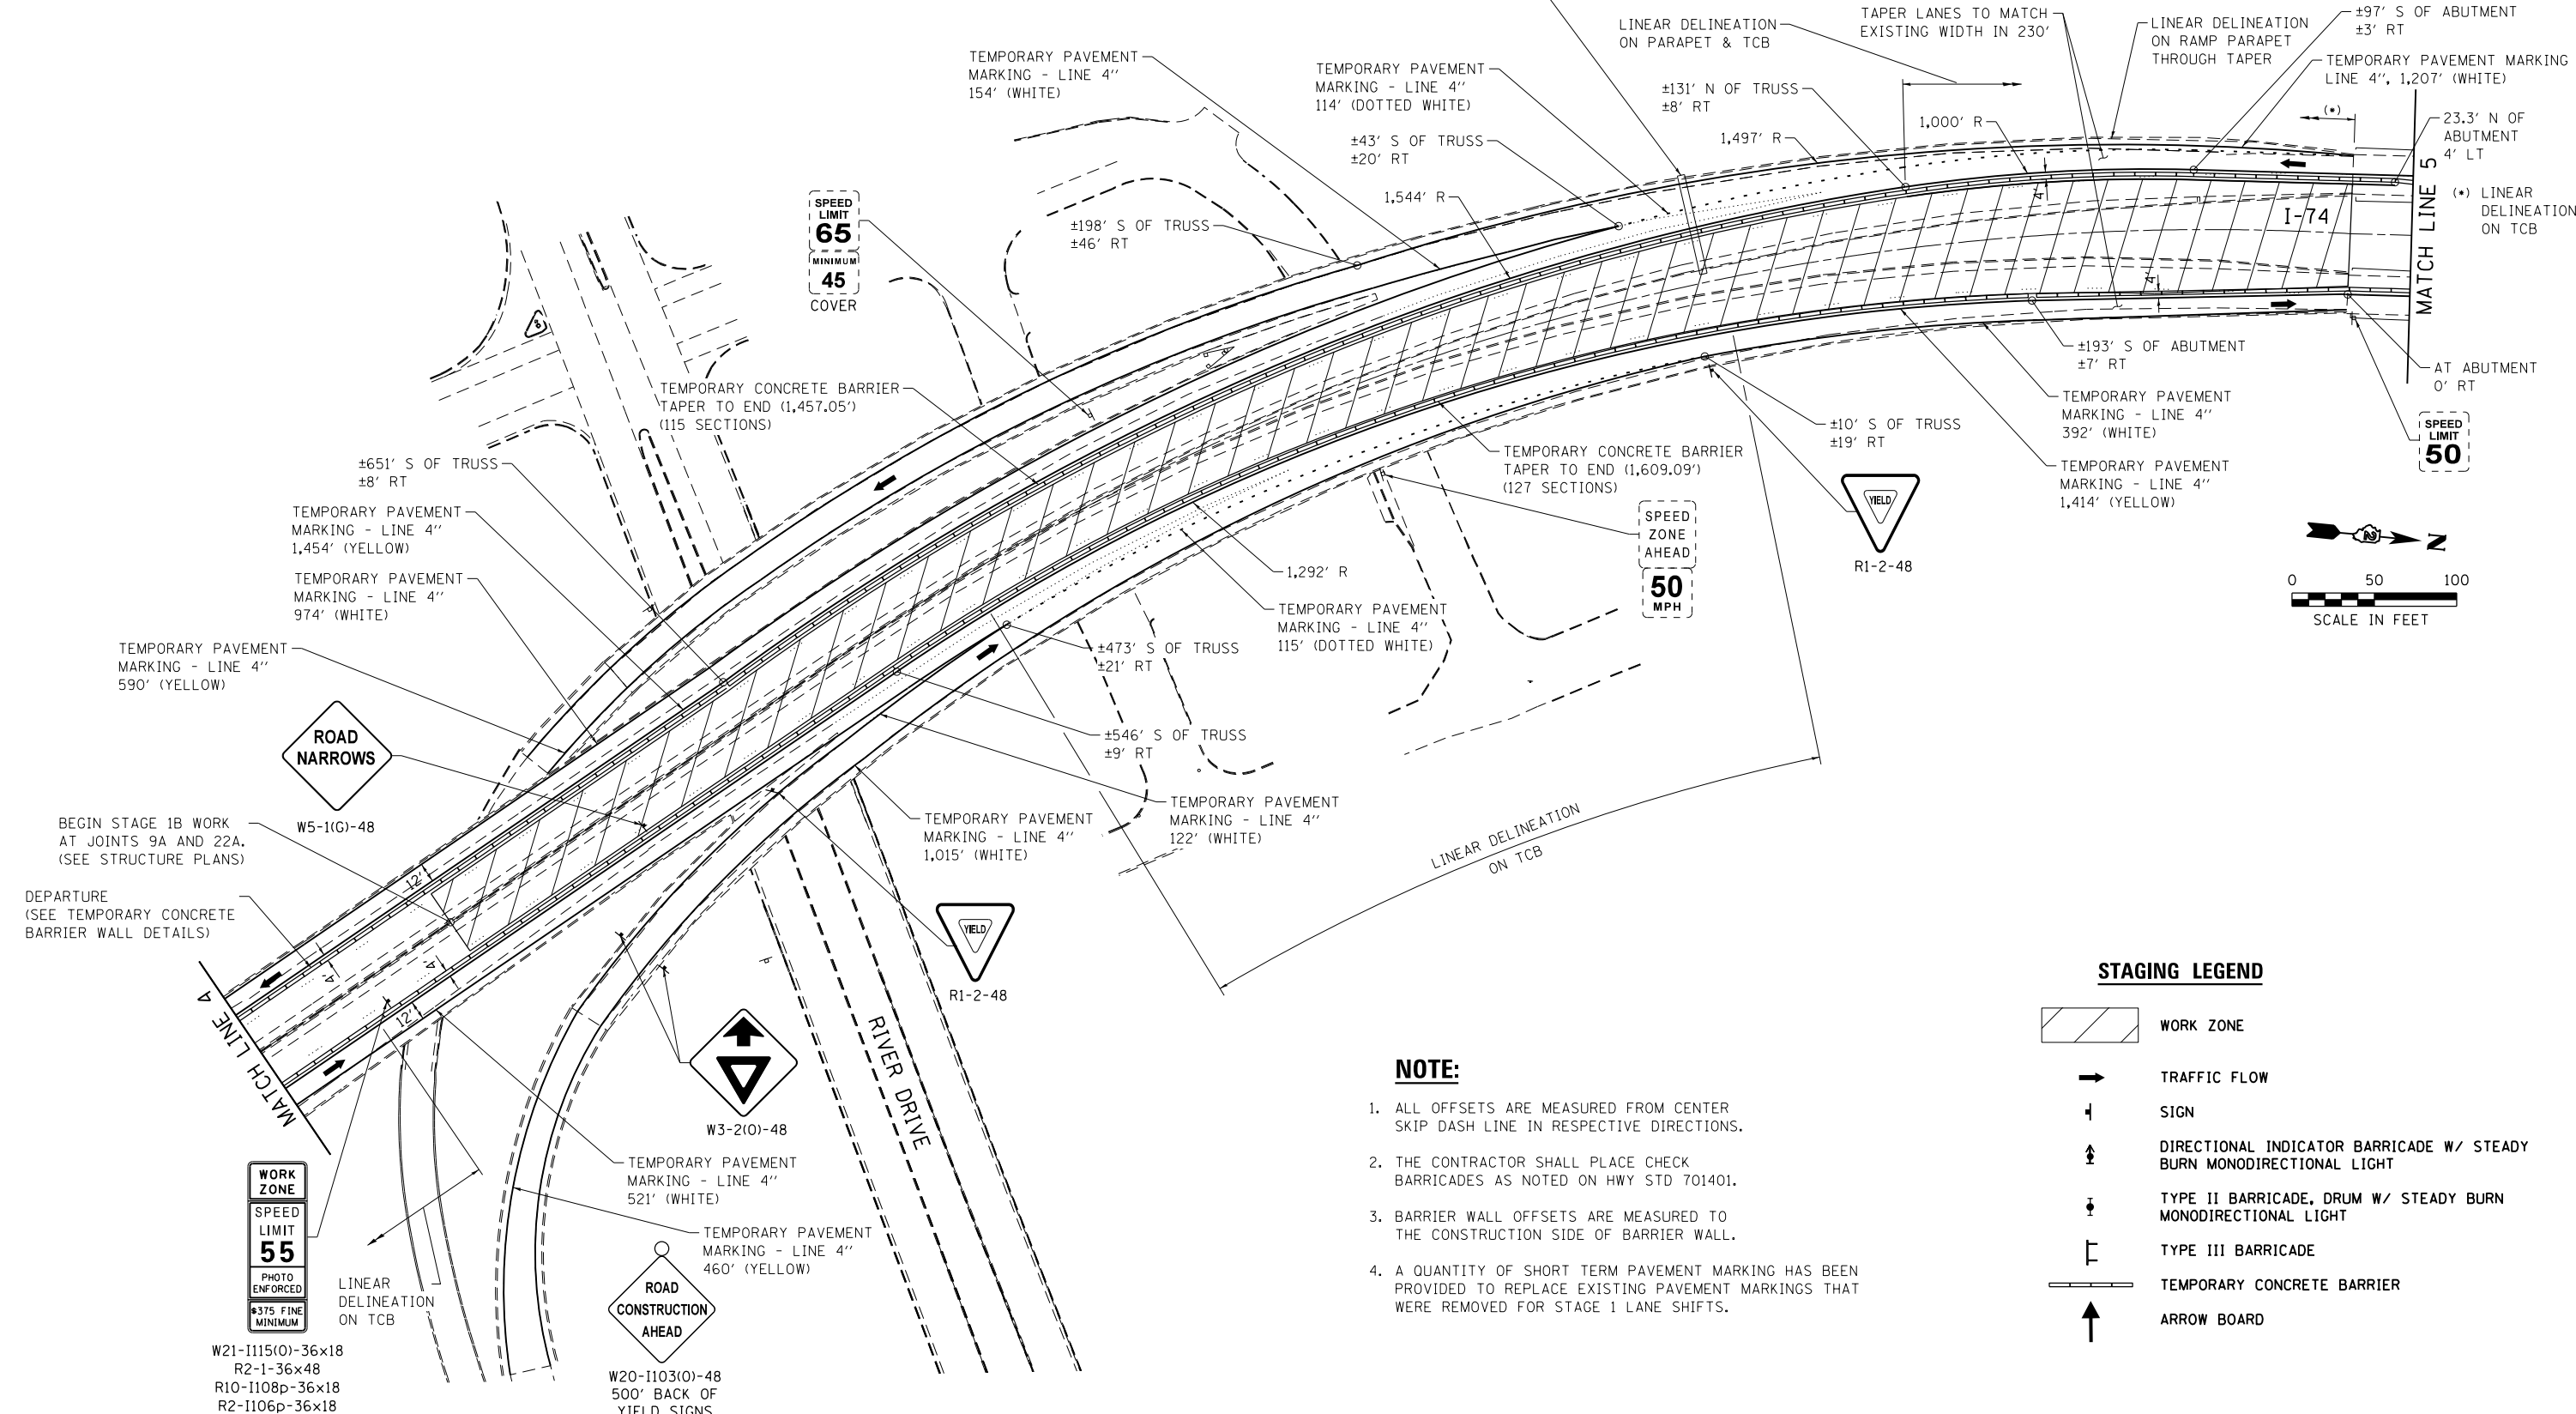 LINEAR DELINEATION
ON PARAPET & TCB
TAPER LANES TO MATCH
EXISTING WIDTH IN 230'
LINEAR DELINEATION
ON RAMP PARAPET
THROUGH TAPER
±97' S OF ABUTMENT
±3' RT
TEMPORARY PAVEMENT MARKING
LINE 4'', 1,207' (WHITE)
TEMPORARY PAVEMENT
MARKING - LINE 4''
154' (WHITE)
TEMPORARY PAVEMENT
MARKING - LINE 4''
114' (DOTTED WHITE)
±131' N OF TRUSS
±8' RT
1,000' R
(*)
23.3' N OF
ABUTMENT
4' LT
±43' S OF TRUSS
±20' RT
1,497' R
(*) LINEAR
DELINEATION
ON TCB
1,544' R
4'
I-74
MATCH LINE 5
SPEED
LIMIT
65
MINIMUM
45
COVER
±198' S OF TRUSS
±46' RT
4'
±193' S OF ABUTMENT
±7' RT
AT ABUTMENT
0' RT
TEMPORARY CONCRETE BARRIER
TAPER TO END (1,457.05')
(115 SECTIONS)
TEMPORARY PAVEMENT
MARKING - LINE 4''
392' (WHITE)
SPEED
LIMIT
50
±10' S OF TRUSS
±19' RT
TEMPORARY CONCRETE BARRIER
TAPER TO END (1,609.09')
(127 SECTIONS)
TEMPORARY PAVEMENT
MARKING - LINE 4''
1,414' (YELLOW)
±651' S OF TRUSS
±8' RT
YIELD
R1-2-48
SPEED
ZONE
AHEAD
50
MPH
TEMPORARY PAVEMENT
MARKING - LINE 4''
1,454' (YELLOW)
N
0 50 100
SCALE IN FEET
TEMPORARY PAVEMENT
MARKING - LINE 4''
974' (WHITE)
1,292' R
TEMPORARY PAVEMENT
MARKING - LINE 4''
115' (DOTTED WHITE)
TEMPORARY PAVEMENT
MARKING - LINE 4''
590' (YELLOW)
±473' S OF TRUSS
±21' RT
ROAD
NARROWS
W5-1(G)-48
±546' S OF TRUSS
±9' RT
TEMPORARY PAVEMENT
MARKING - LINE 4''
122' (WHITE)
TEMPORARY PAVEMENT
MARKING - LINE 4''
1,015' (WHITE)
LINEAR DELINEATION
ON TCB
BEGIN STAGE 1B WORK
AT JOINTS 9A AND 22A.
(SEE STRUCTURE PLANS)
12'
DEPARTURE
(SEE TEMPORARY CONCRETE
BARRIER WALL DETAILS)
4'
4'
12'
MATCH LINE 4
YIELD
R1-2-48
RIVER DRIVE
W3-2(O)-48
TEMPORARY PAVEMENT
MARKING - LINE 4''
521' (WHITE)
TEMPORARY PAVEMENT
MARKING - LINE 4''
460' (YELLOW)
WORK
ZONE
SPEED
LIMIT
55
PHOTO
ENFORCED
$375 FINE
MINIMUM
W21-I115(O)-36x18
R2-1-36x48
R10-I108p-36x18
R2-I106p-36x18
LINEAR
DELINEATION
ON TCB
ROAD
CONSTRUCTION
AHEAD
W20-I103(O)-48
500' BACK OF
YIELD SIGNS
NOTE:
1. ALL OFFSETS ARE MEASURED FROM CENTER
SKIP DASH LINE IN RESPECTIVE DIRECTIONS.
2. THE CONTRACTOR SHALL PLACE CHECK
BARRICADES AS NOTED ON HWY STD 701401.
3. BARRIER WALL OFFSETS ARE MEASURED TO
THE CONSTRUCTION SIDE OF BARRIER WALL.
4. A QUANTITY OF SHORT TERM PAVEMENT MARKING HAS BEEN
PROVIDED TO REPLACE EXISTING PAVEMENT MARKINGS THAT
WERE REMOVED FOR STAGE 1 LANE SHIFTS.
STAGING LEGEND
WORK ZONE
TRAFFIC FLOW
SIGN
DIRECTIONAL INDICATOR BARRICADE W/ STEADY
BURN MONODIRECTIONAL LIGHT
TYPE II BARRICADE, DRUM W/ STEADY BURN
MONODIRECTIONAL LIGHT
TYPE III BARRICADE
TEMPORARY CONCRETE BARRIER
ARROW BOARD